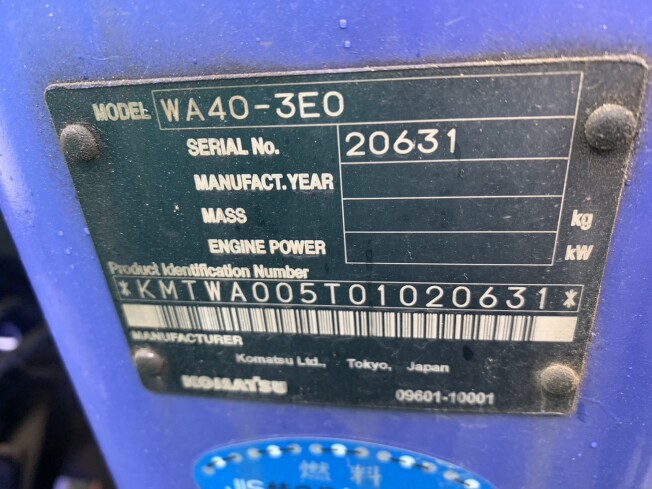 MODEL WA40-3E0
SERIAL No. 20631
MANUFACT. YEAR
MASS kg
ENGINE POWER kW
Product Identification Number
*KMTWA005T01020631*
MANUFACTURER
Komatsu Ltd., Tokyo, Japan
KOMATSU 09601-10001
燃料